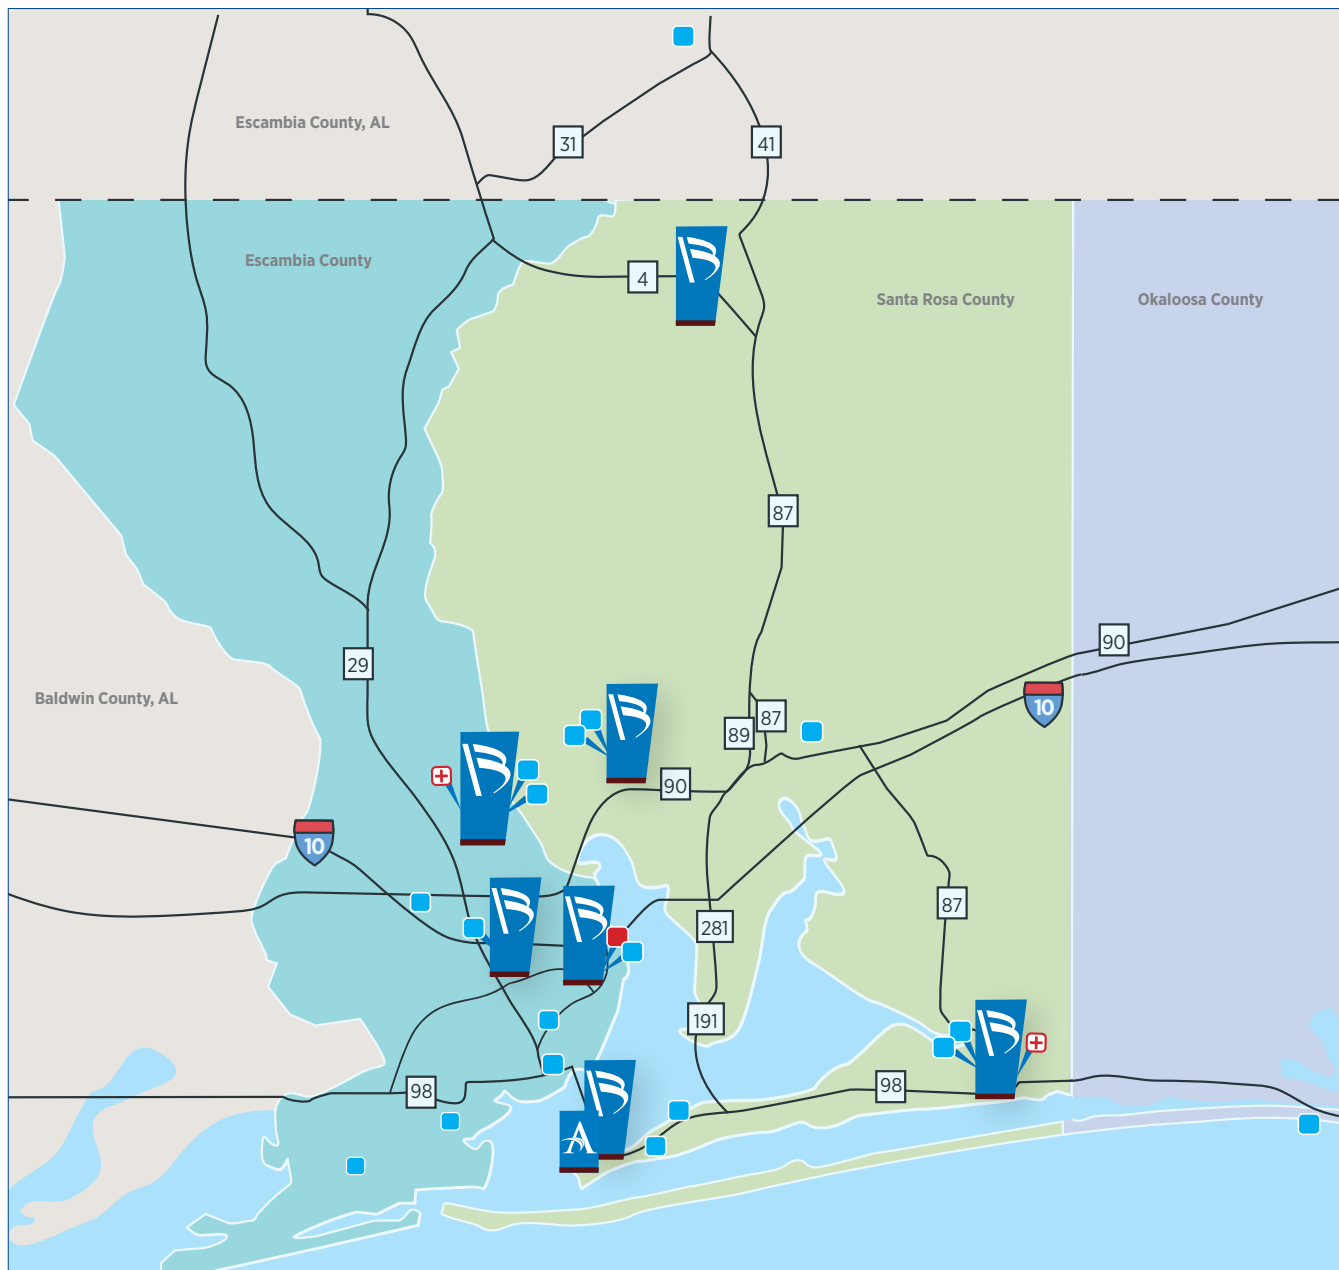 Escambia County, AL
31
41
Escambia County
4
Santa Rosa County
Okaloosa County
87
90
29
Baldwin County, AL
10
87
89
90
10
87
281
191
98
98
B
B
B
B
B
B
B
A